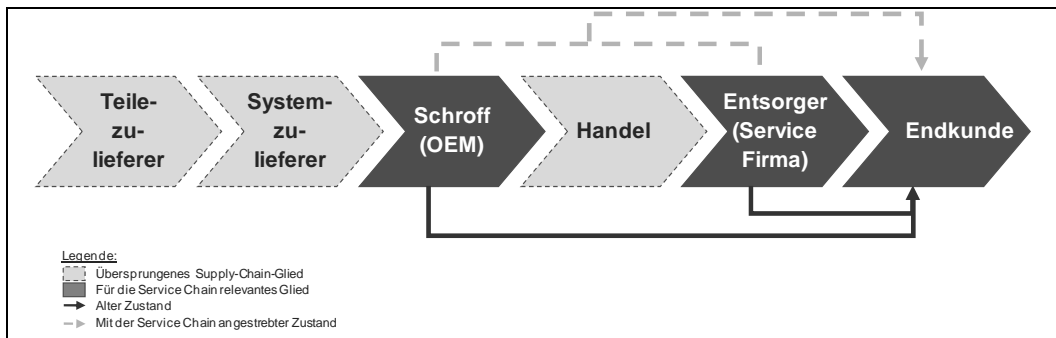 Teile-
zu-
lieferer
System-
zu-
lieferer
Schroff
(OEM)
Handel
Entsorger
(Service
Firma)
Endkunde
Legende:
Übersprungenes Supply-Chain-Glied
Für die Service Chain relevantes Glied
Alter Zustand
Mit der Service Chain angestrebter Zustand